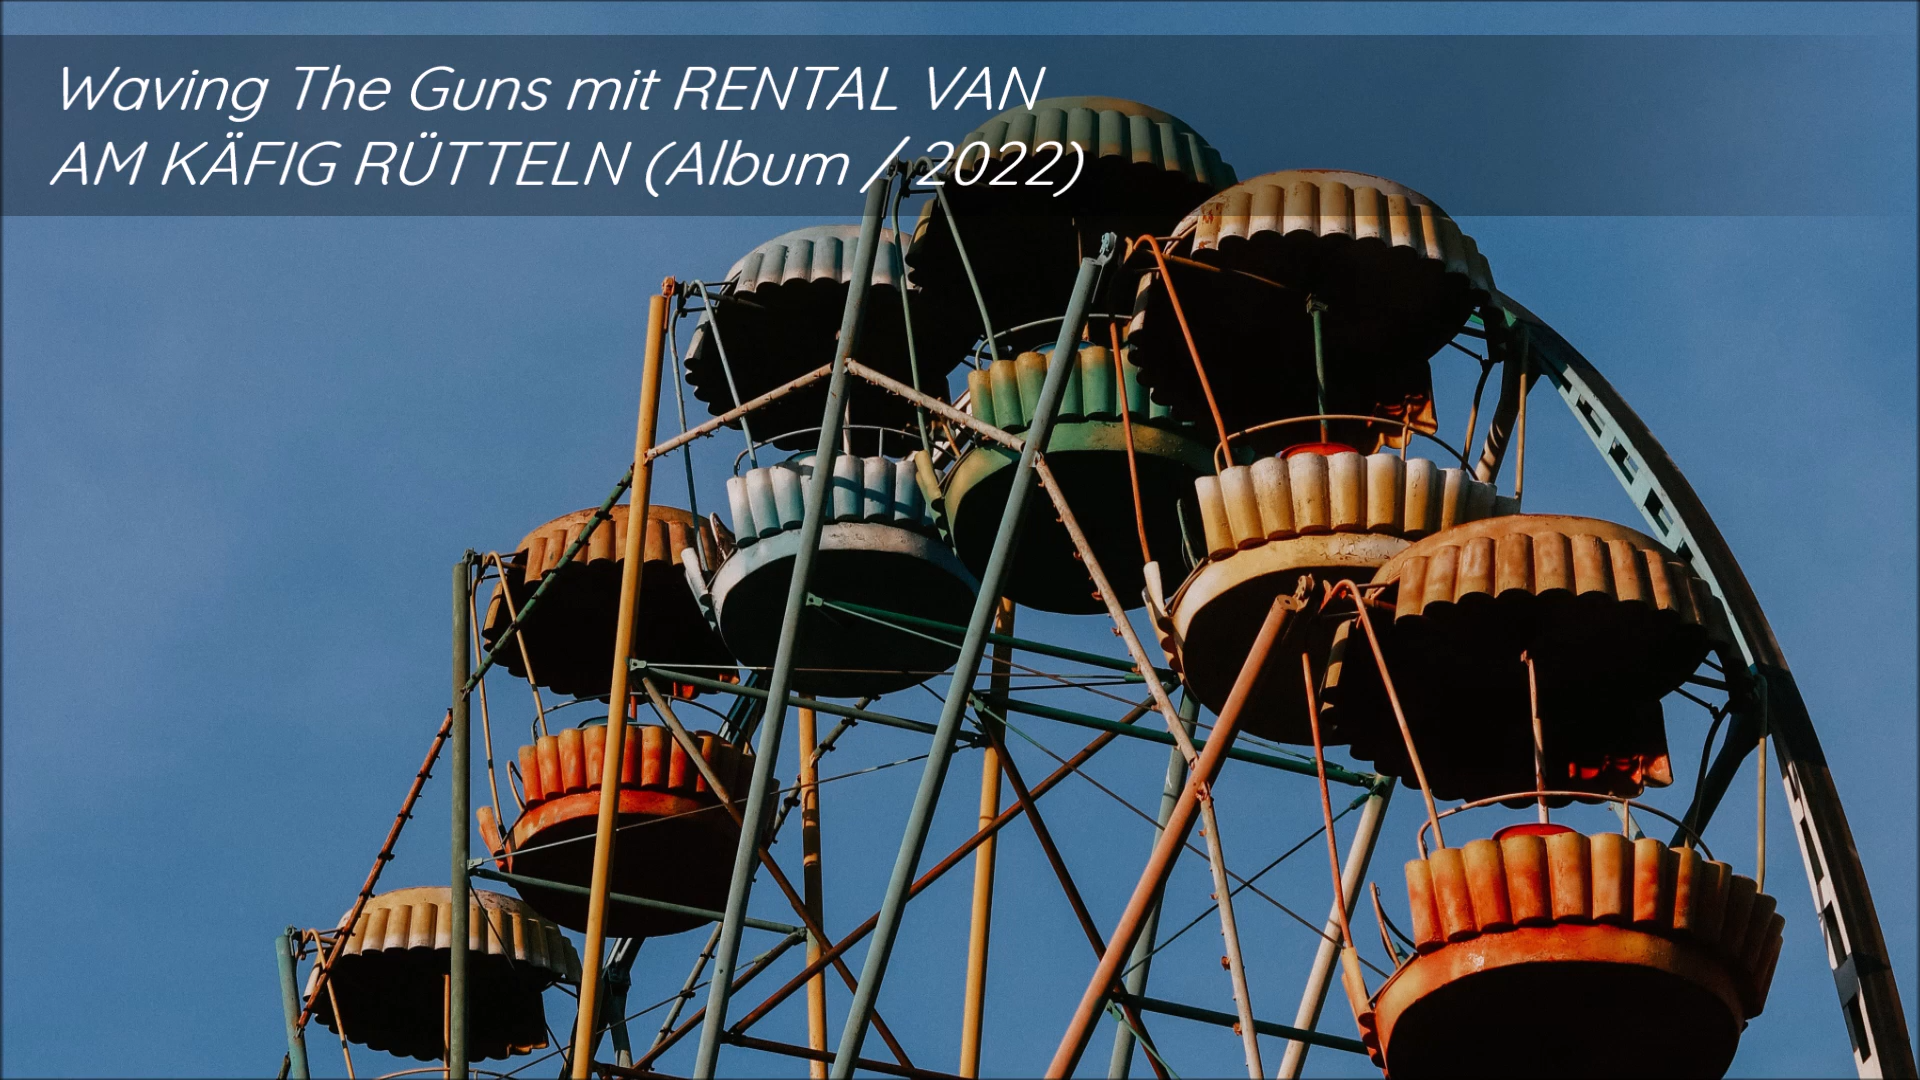 Waving The Guns mit RENTAL VAN
AM KÄFIG RÜTTELN (Album / 2022)